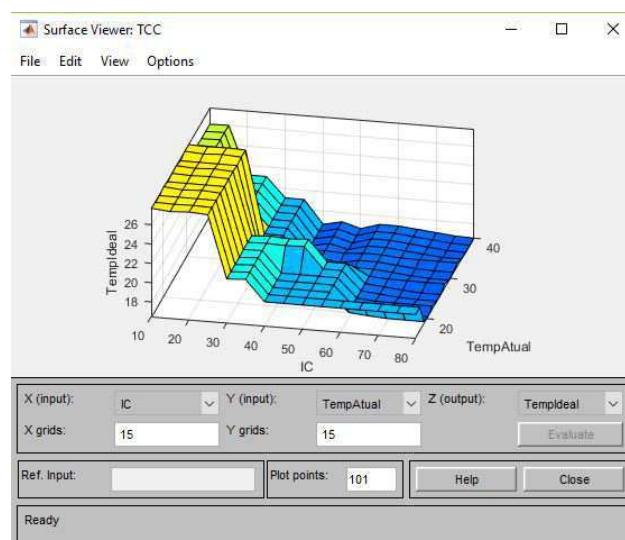 Surface Viewer: TCC
File Edit View Options
TempIdeal
26
24
22
20
18
10 20 30 40 50 60 70 80
IC
20
30
40
TempAtual
X (input): IC Y (input): TempAtual Z (output): TempIdeal
X grids: 15 Y grids: 15 Evaluate
Ref. Input: Plot points: 101 Help Close
Ready